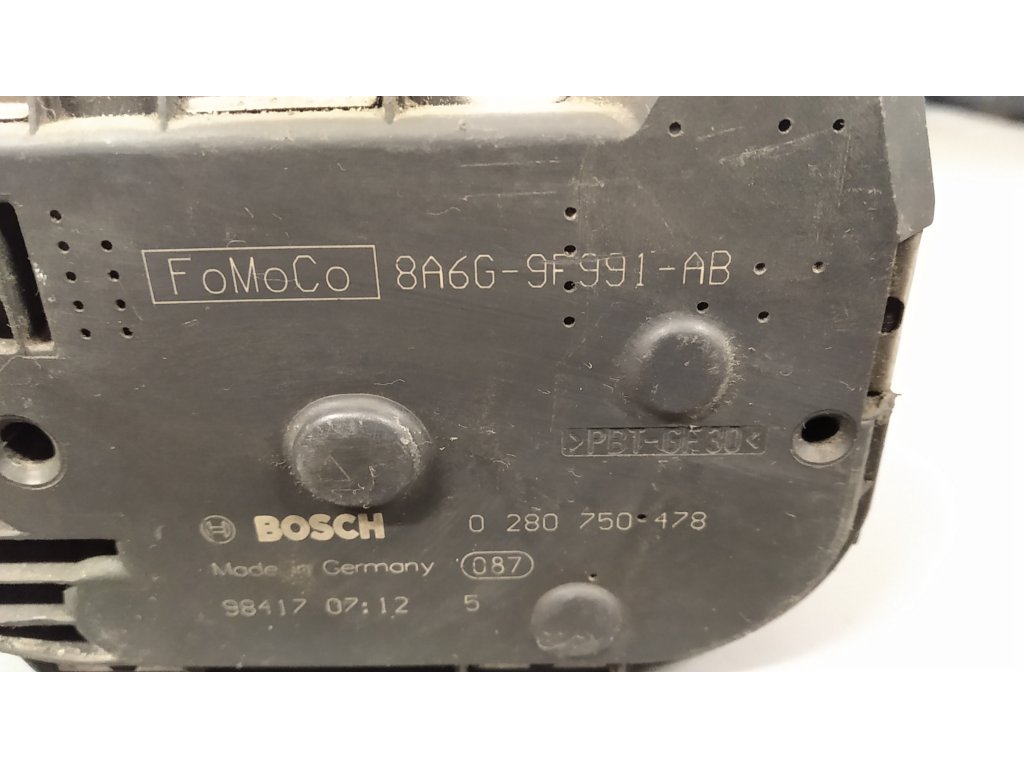 FoMoCo 8A6G-9F991-AB
>PBT-GF30<
BOSCH 0 280 750 478
Made in Germany 087
98417 07:12 5